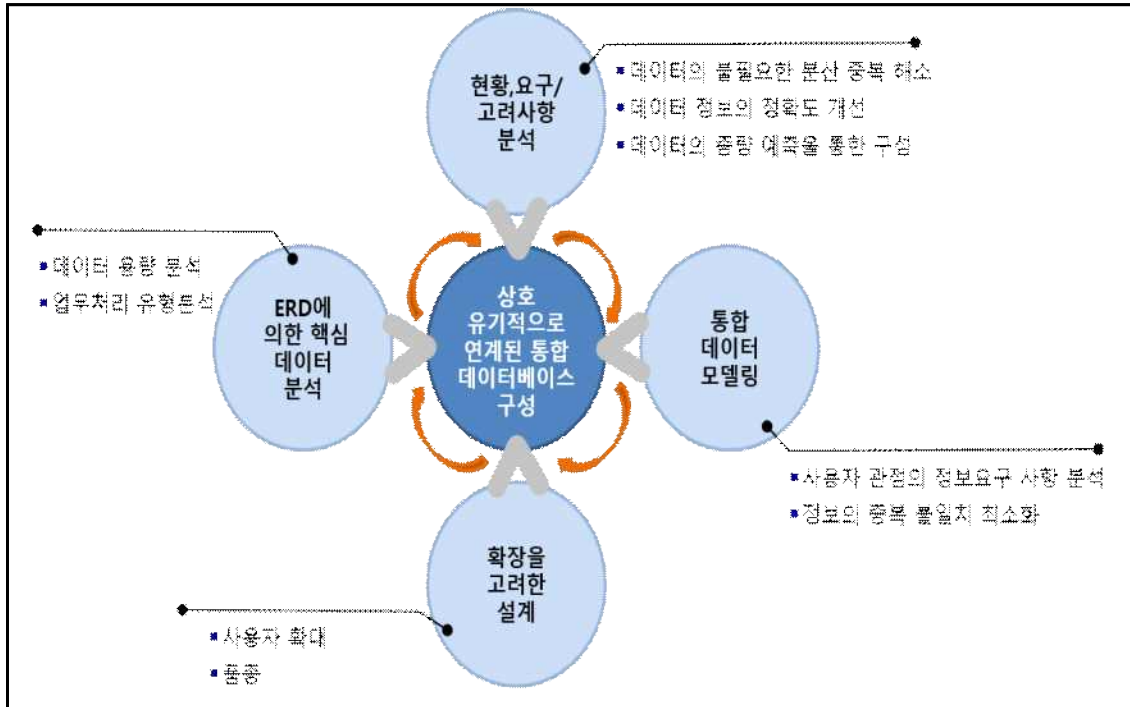 현황,요구/
고려사항
분석
▪데이터의 불필요한 분산 중복 해소
▪데이터 정보의 정확도 개선
▪데이터의 증량 예측을 통한 구성
▪데이터 용량 분석
▪업무처리 유형분석
ERD에
의한 핵심
데이터
분석
상호
유기적으로
연계된 통합
데이터베이스
구성
통합
데이터
모델링
▪사용자 관점의 정보요구 사항 분석
▪정보의 중복 불일치 최소화
확장을
고려한
설계
▪사용자 확대
▪품종